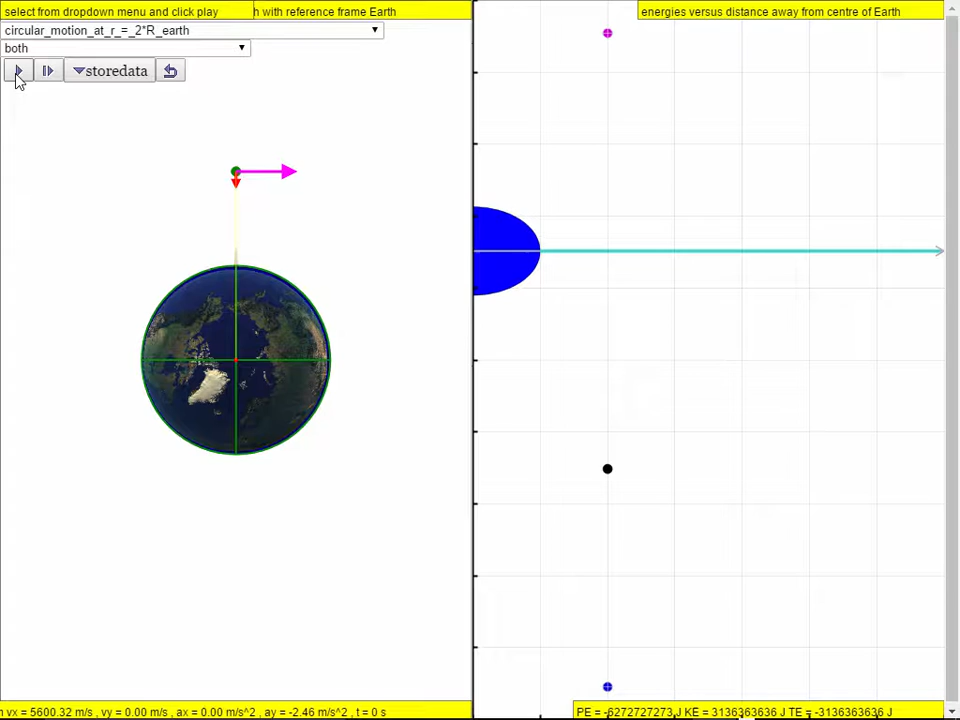 select from dropdown menu and click play
h with reference frame Earth
energies versus distance away from centre of Earth
circular_motion_at_r_=_2*R_earth
both
storedata
n vx = 5600.32 m/s , vy = 0.00 m/s , ax = 0.00 m/s^2 , ay = -2.46 m/s^2 , t = 0 s
PE = -6272727273 J KE = 3136363636 J TE = -3136363636 J